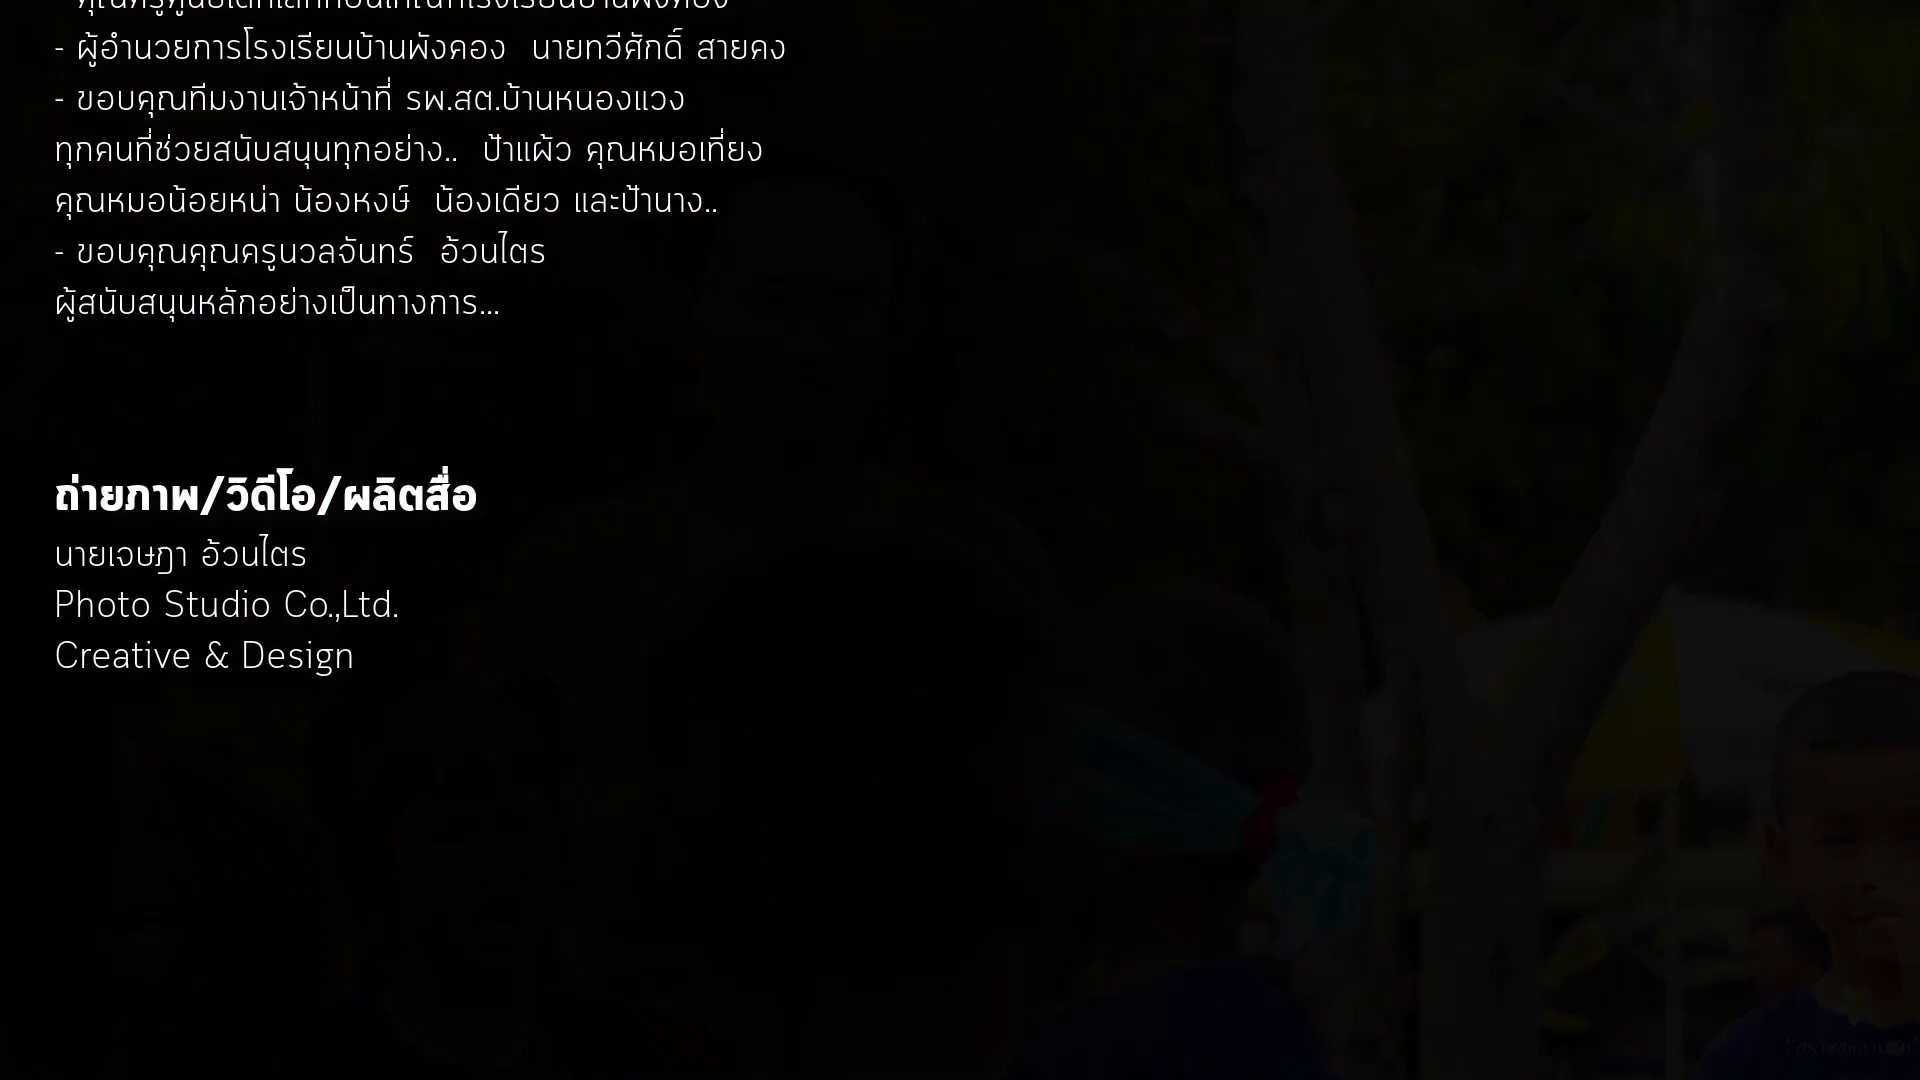 - ผู้อำนวยการโรงเรียนบ้านพังคอง  นายทวีศักดิ์ สายคง
- ขอบคุณทีมงานเจ้าหน้าที่ รพ.สต.บ้านหนองแวง
ทุกคนที่ช่วยสนับสนุนทุกอย่าง..  ป้าแผ้ว คุณหมอเที่ยง
คุณหมอน้อยหน่า น้องหงษ์  น้องเดียว และป้านาง..
- ขอบคุณคุณครูนวลจันทร์  อ้วนไตร
ผู้สนับสนุนหลักอย่างเป็นทางการ...
ถ่ายภาพ/วิดีโอ/ผลิตสื่อ
นายเจษฎา อ้วนไตร
Photo Studio Co.,Ltd.
Creative & Design